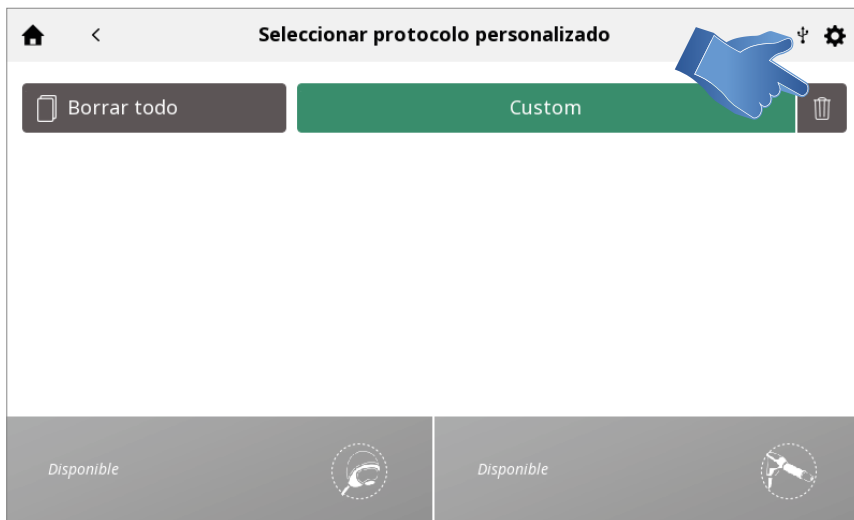 Seleccionar protocolo personalizado
Borrar todo
Custom
Disponible
Disponible